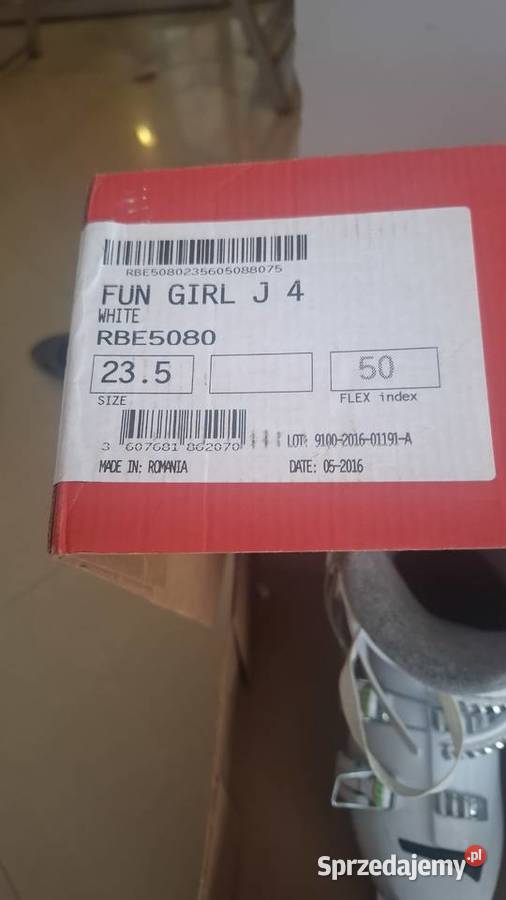 RBE5080235605088075
FUN GIRL J 4
WHITE
RBE5080
23.5
50
SIZE
FLEX index
3 607681 862070
LOT: 9100-2016-01191-A
MADE IN: ROMANIA
DATE: 05-2016
Sprzedajemy.pl